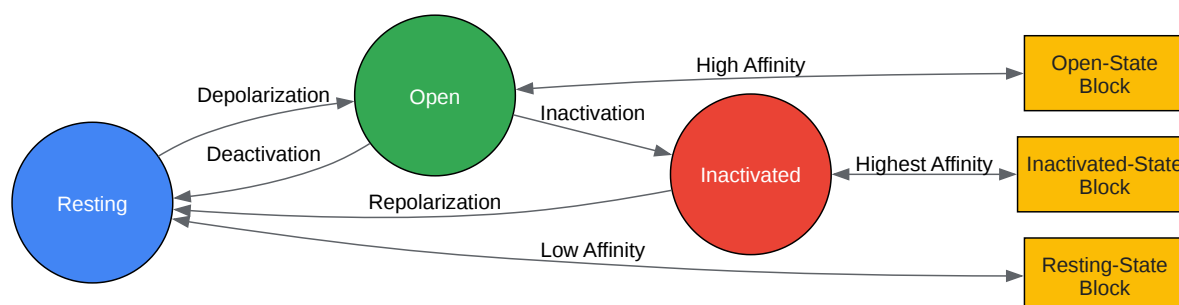 High Affinity
Open-State
Block
Depolarization
Open
Inactivation
Deactivation
Inactivated
Highest Affinity
Inactivated-State
Block
Resting
Repolarization
Low Affinity
Resting-State
Block